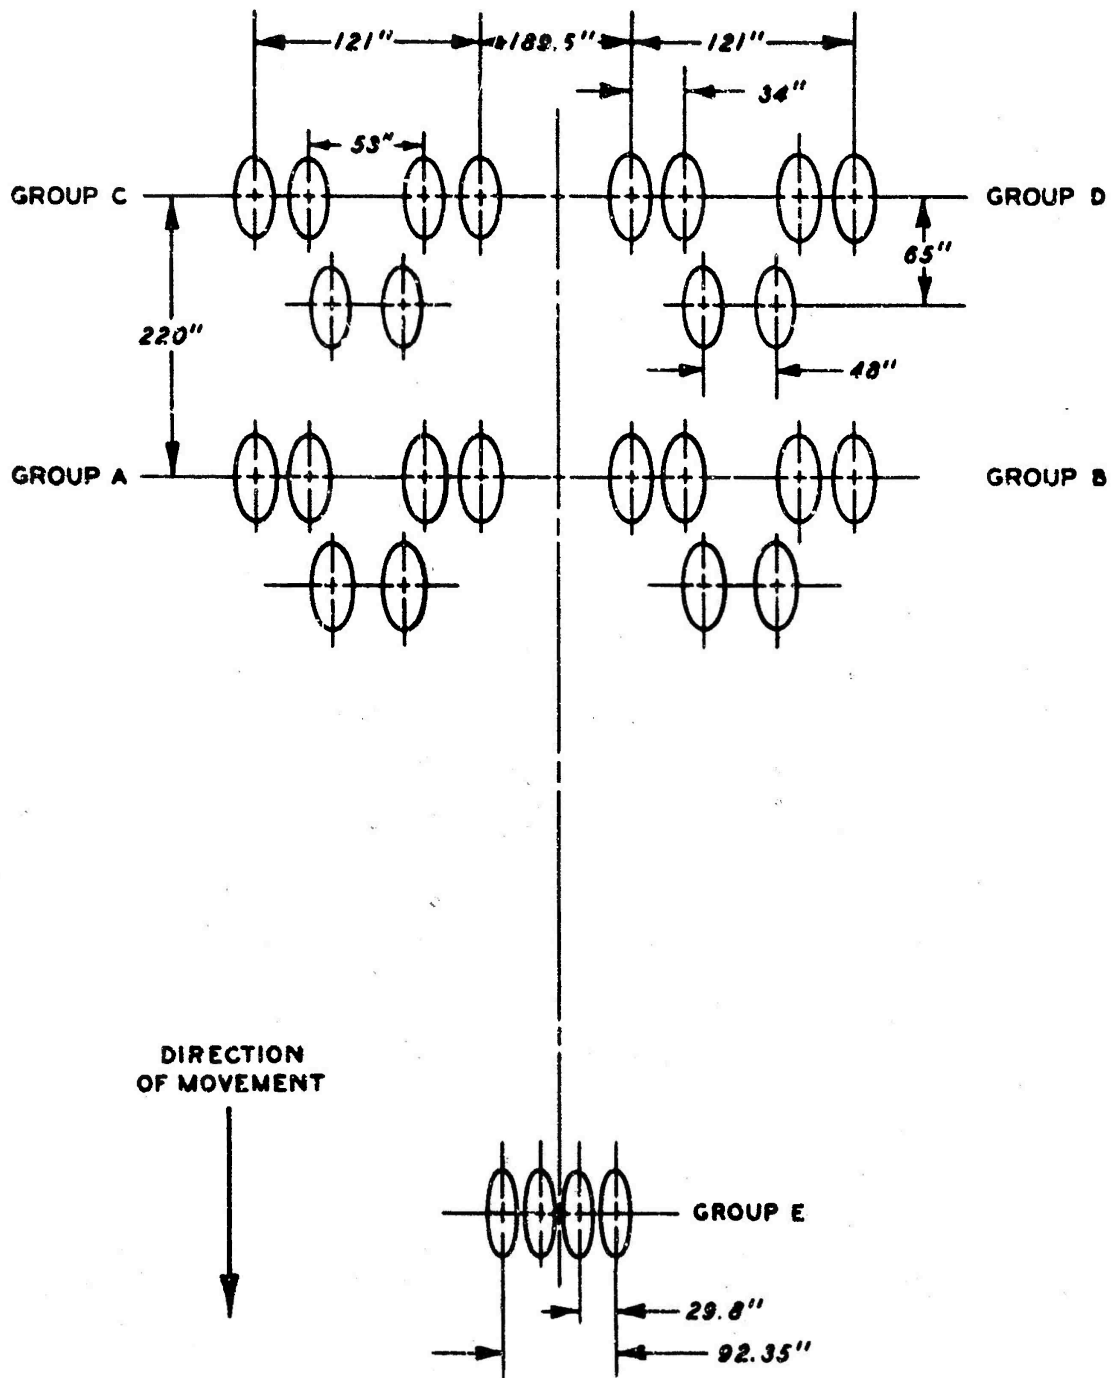 121" 189.5" 121"
34"
53"
GROUP C GROUP D
65"
220"
48"
GROUP A GROUP B
DIRECTION
OF MOVEMENT
GROUP E
29.8"
92.35"